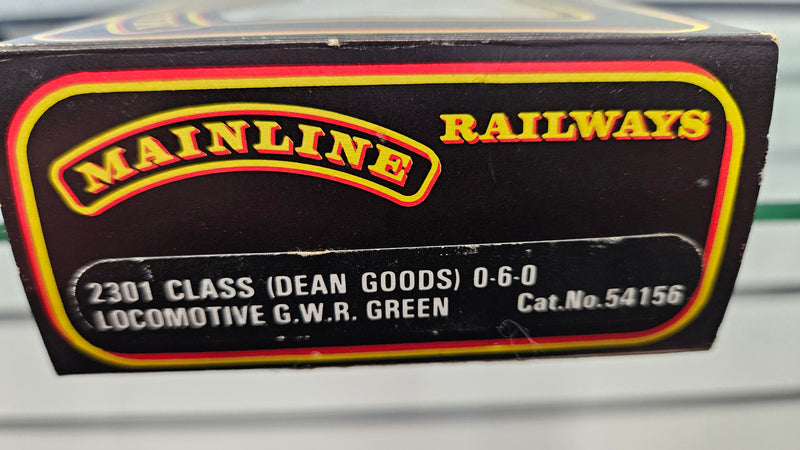 MAINLINE RAILWAYS
2301 CLASS (DEAN GOODS) 0-6-0
LOCOMOTIVE G.W.R. GREEN Cat.No.54156